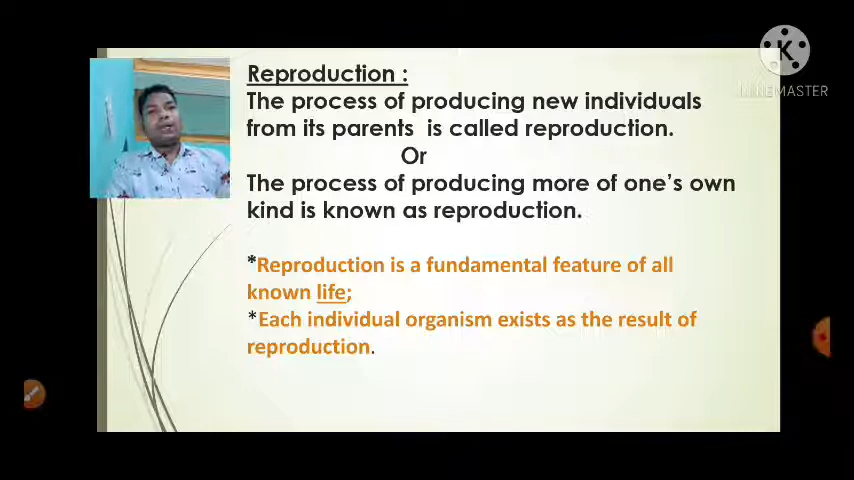 Reproduction :
The process of producing new individuals
from its parents is called reproduction.
Or
The process of producing more of one's own
kind is known as reproduction.
*Reproduction is a fundamental feature of all
known life;
*Each individual organism exists as the result of
reproduction.
K
KINEMASTER